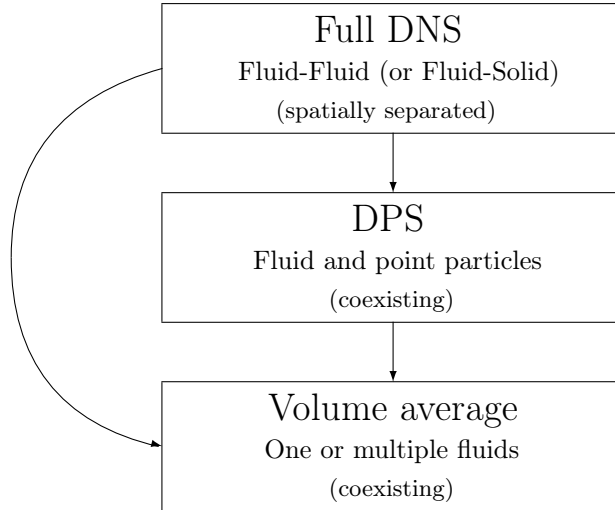 Full DNS
Fluid-Fluid (or Fluid-Solid)
(spatially separated)
DPS
Fluid and point particles
(coexisting)
Volume average
One or multiple fluids
(coexisting)